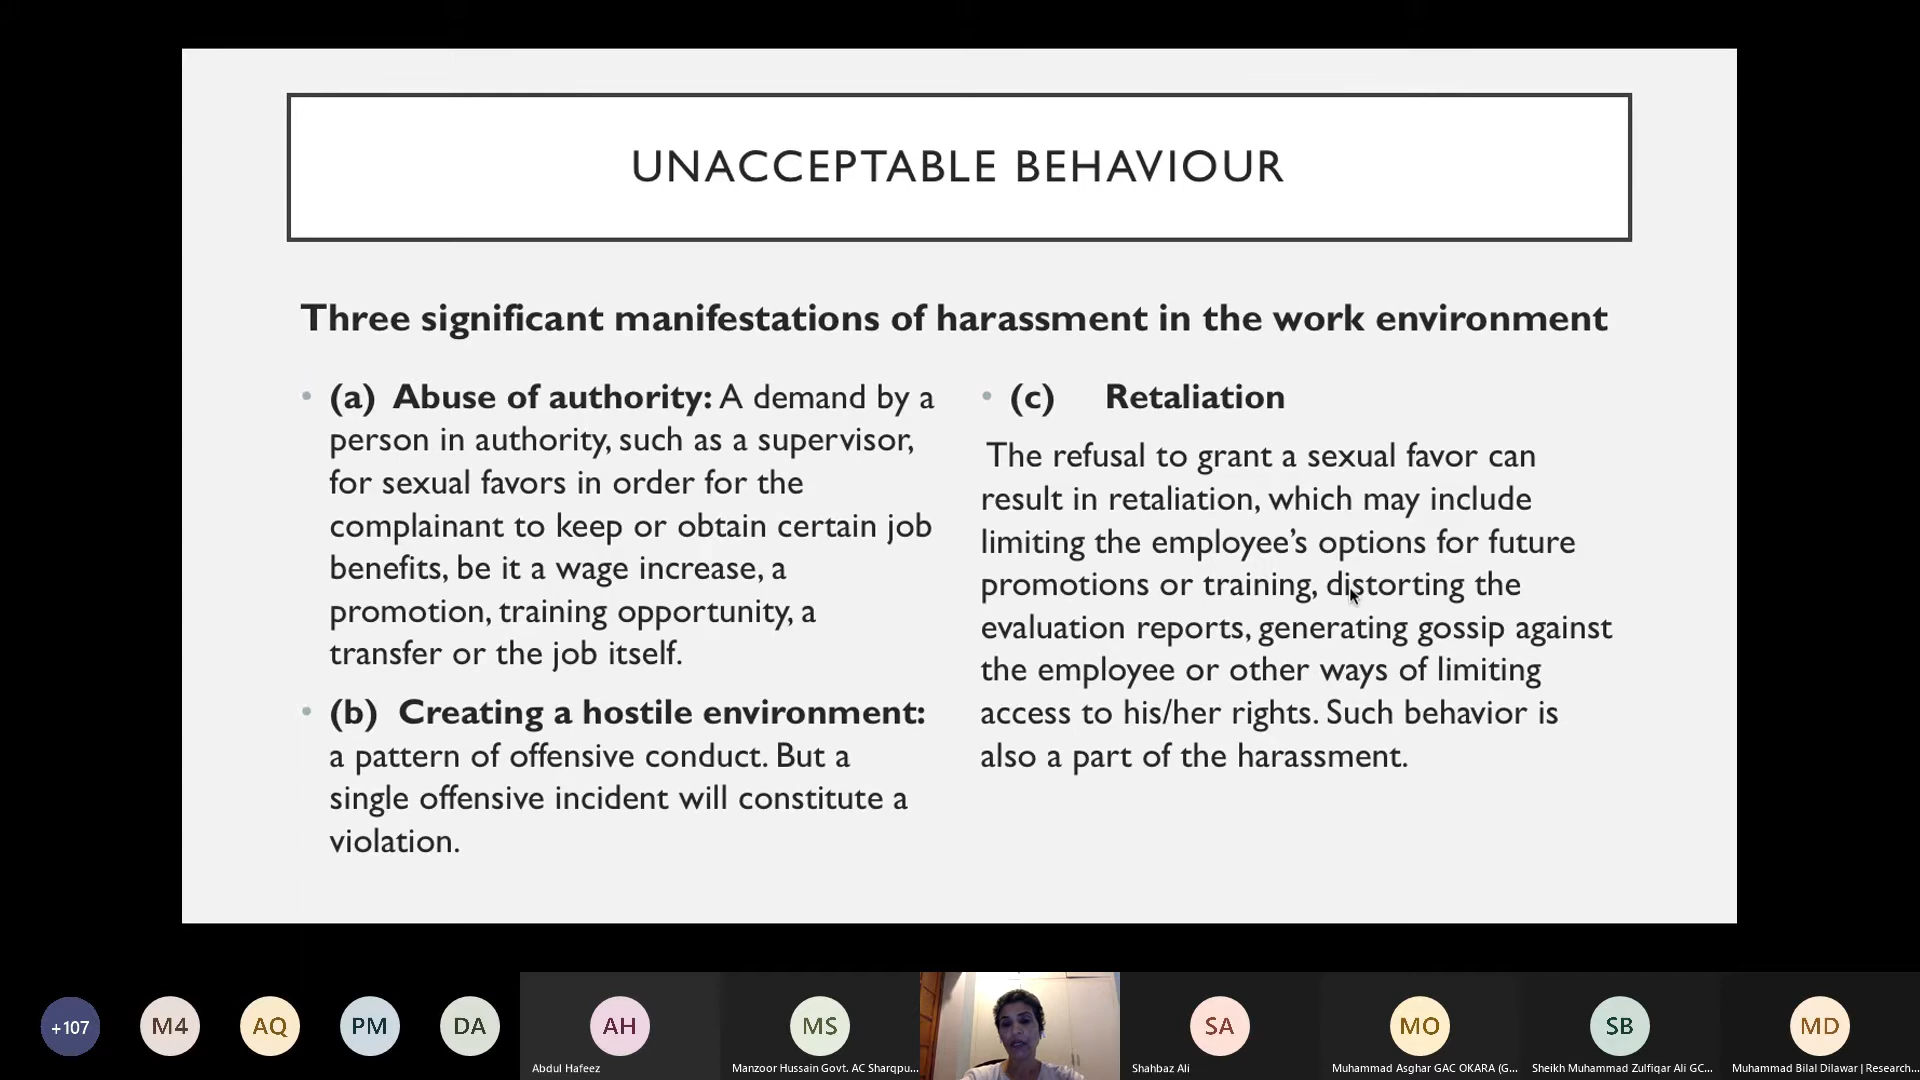 UNACCEPTABLE BEHAVIOUR
Three significant manifestations of harassment in the work environment
• (a) Abuse of authority: A demand by a
person in authority, such as a supervisor,
for sexual favors in order for the
complainant to keep or obtain certain job
benefits, be it a wage increase, a
promotion, training opportunity, a
transfer or the job itself.
• (b) Creating a hostile environment:
a pattern of offensive conduct. But a
single offensive incident will constitute a
violation.
• (c) Retaliation
The refusal to grant a sexual favor can
result in retaliation, which may include
limiting the employee’s options for future
promotions or training, distorting the
evaluation reports, generating gossip against
the employee or other ways of limiting
access to his/her rights. Such behavior is
also a part of the harassment.
+107
M4
AQ
PM
DA
AH
MS
SA
MO
SB
MD
Abdul Hafeez
Manzoor Hussain Govt. AC Sharqpu...
Shahbaz Ali
Muhammad Asghar GAC OKARA (G...
Sheikh Muhammad Zulfiqar Ali GC...
Muhammad Bilal Dilawar | Research...